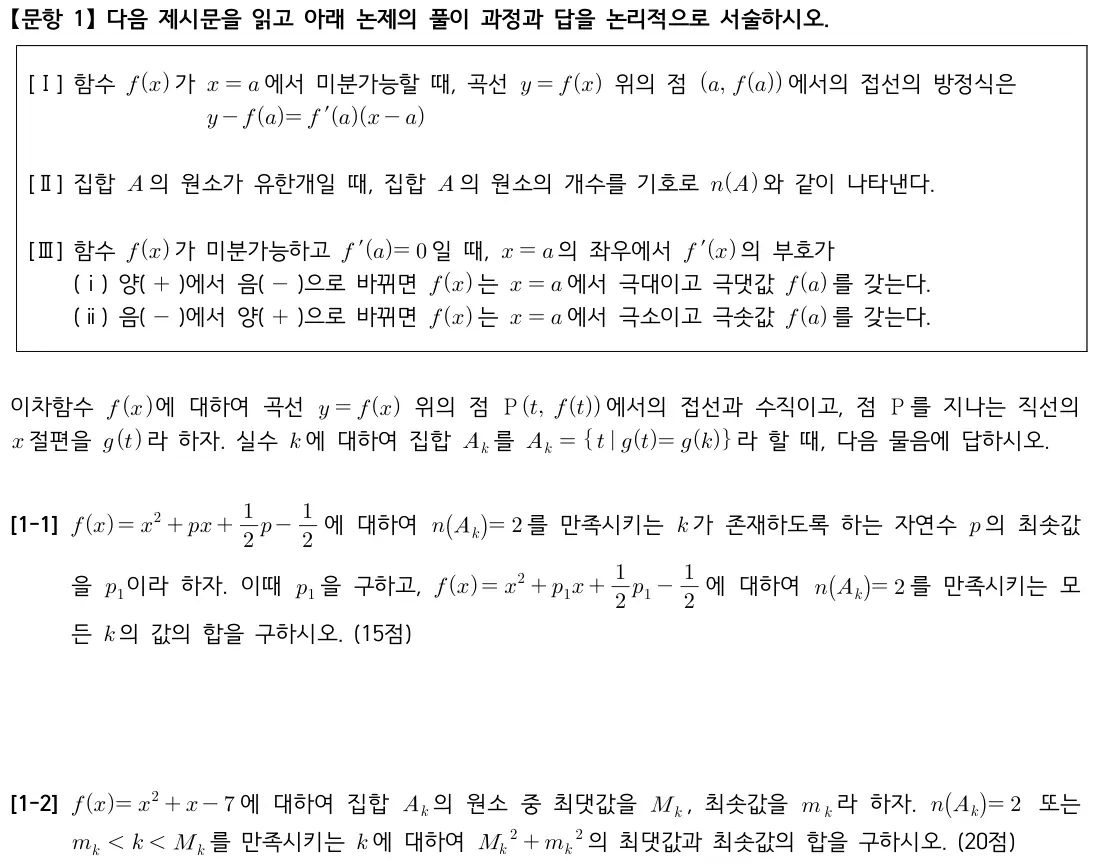 【문항 1】 다음 제시문을 읽고 아래 논제의 풀이 과정과 답을 논리적으로 서술하시오.
[Ⅰ] 함수 f(x)가 x=a에서 미분가능할 때, 곡선 y=f(x) 위의 점 (a, f(a))에서의 접선의 방정식은
y-f(a)=f′(a)(x-a)
[Ⅱ] 집합 A의 원소가 유한개일 때, 집합 A의 원소의 개수를 기호로 n(A)와 같이 나타낸다.
[Ⅲ] 함수 f(x)가 미분가능하고 f′(a)=0일 때, x=a의 좌우에서 f′(x)의 부호가
(ⅰ) 양(+)에서 음(-)으로 바뀌면 f(x)는 x=a에서 극대이고 극댓값 f(a)를 갖는다.
(ⅱ) 음(-)에서 양(+)으로 바뀌면 f(x)는 x=a에서 극소이고 극솟값 f(a)를 갖는다.
이차함수 f(x)에 대하여 곡선 y=f(x) 위의 점 P(t, f(t))에서의 접선과 수직이고, 점 P를 지나는 직선의
x절편을 g(t)라 하자. 실수 k에 대하여 집합 A_k를 A_k={t | g(t)=g(k)}라 할 때, 다음 물음에 답하시오.
[1-1] f(x)=x²+px+1/2p-1/2에 대하여 n(A_k)=2를 만족시키는 k가 존재하도록 하는 자연수 p의 최솟값
을 p₁이라 하자. 이때 p₁을 구하고, f(x)=x²+p₁x+1/2p₁-1/2에 대하여 n(A_k)=2를 만족시키는 모
든 k의 값의 합을 구하시오. (15점)
[1-2] f(x)=x²+x-7에 대하여 집합 A_k의 원소 중 최댓값을 M_k, 최솟값을 m_k라 하자. n(A_k)=2 또는
m_k<k<M_k를 만족시키는 k에 대하여 M_k²+m_k²의 최댓값과 최솟값의 합을 구하시오. (20점)